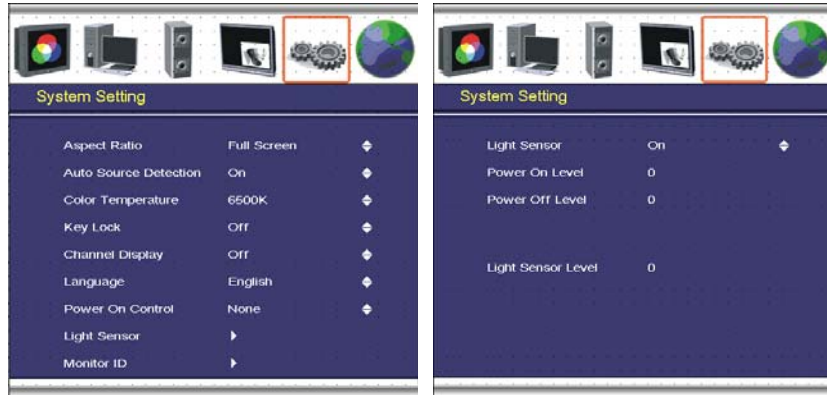 System Setting
Aspect Ratio Full Screen
Auto Source Detection On
Color Temperature 6500K
Key Lock Off
Channel Display Off
Language English
Power On Control None
Light Sensor
Monitor ID
System Setting
Light Sensor On
Power On Level 0
Power Off Level 0
Light Sensor Level 0